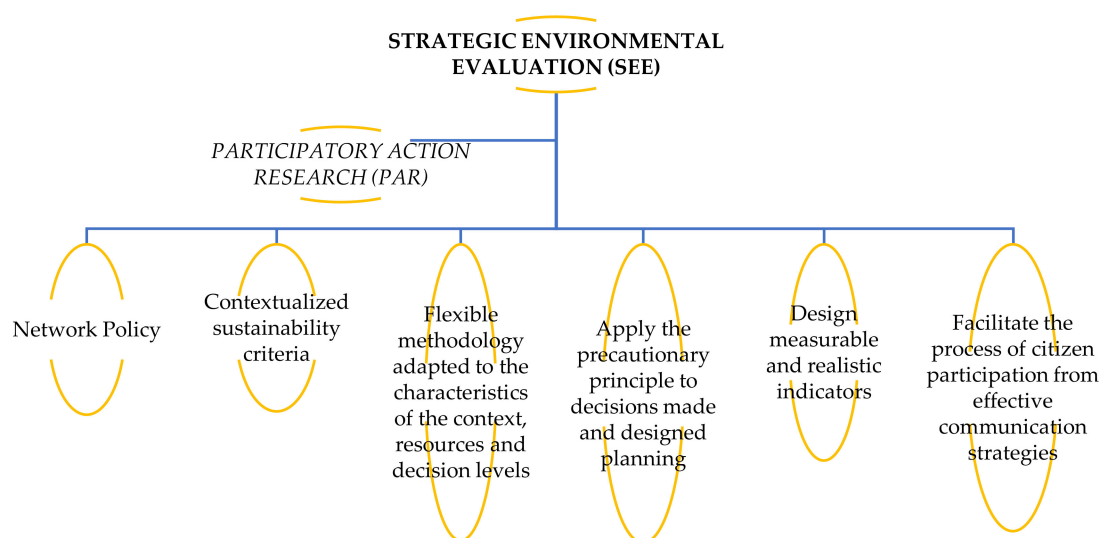 STRATEGIC ENVIRONMENTAL
EVALUATION (SEE)
PARTICIPATORY ACTION
RESEARCH (PAR)
Network Policy
Contextualized
sustainability
criteria
Flexible
methodology
adapted to the
characteristics
of the context,
resources and
decision levels
Apply the
precautionary
principle to
decisions made
and designed
planning
Design
measurable
and realistic
indicators
Facilitate the
process of citizen
participation from
effective
communication
strategies